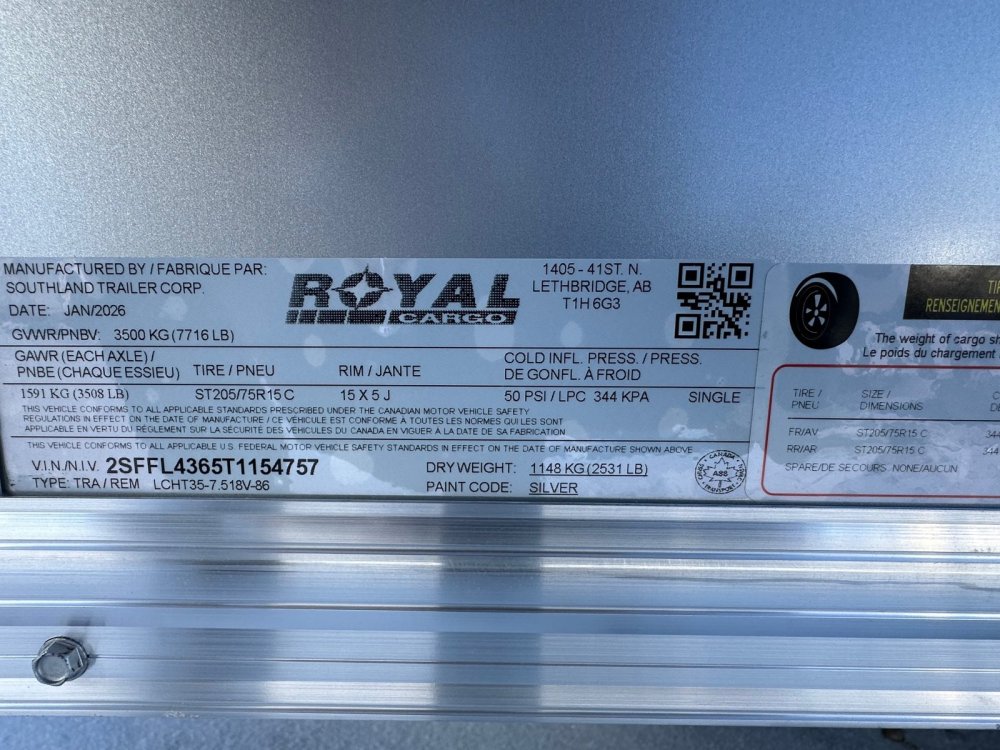 MANUFACTURED BY / FABRIQUE PAR:
SOUTHLAND TRAILER CORP.
DATE: JAN/2026
GVWR/PNBV: 3500 KG (7716 LB)
ROYAL
CARGO
1405 - 41ST. N.
LETHBRIDGE, AB
T1H 6G3
GAWR (EACH AXLE) /
PNBE (CHAQUE ESSIEU) TIRE / PNEU RIM / JANTE
COLD INFL. PRESS. / PRESS.
DE GONFL. À FROID
1591 KG (3508 LB) ST205/75R15 C 15 X 5 J 50 PSI / LPC 344 KPA SINGLE
THIS VEHICLE CONFORMS TO ALL APPLICABLE STANDARDS PRESCRIBED UNDER THE CANADIAN MOTOR VEHICLE SAFETY
REGULATIONS IN EFFECT ON THE DATE OF MANUFACTURE / CE VÉHICULE EST CONFORME À TOUTES LES NORMES QUI LES SONT
APPLICABLE EN VERTU DU RÉGLEMENT SUR LA SÉCURITÉ DES VÉHICULES DU CANADA EN VIGUER À LA DATE DE SA FABRICATION
THIS VEHICLE CONFORMS TO ALL APPLICABLE U.S. FEDERAL MOTOR VEHICLE SAFETY STANDARDS IN EFFECT ON THE DATE OF MANUFACTURE SHOWN ABOVE
V.I.N./N.I.V. 2SFFL4365T1154757 DRY WEIGHT: 1148 KG (2531 LB)
TYPE: TRA / REM LCHT35-7.518V-86 PAINT CODE: SILVER
CANADA
A88
TRANSPORT
RENSEIGNEMEN
The weight of cargo sh
Le poids du chargement
TIRE /
PNEU
SIZE /
DIMENSIONS
FR/AV ST205/75R15 C 344
RR/AR ST205/75R15 C 344
SPARE/DE SECOURS. NONE/AUCUN